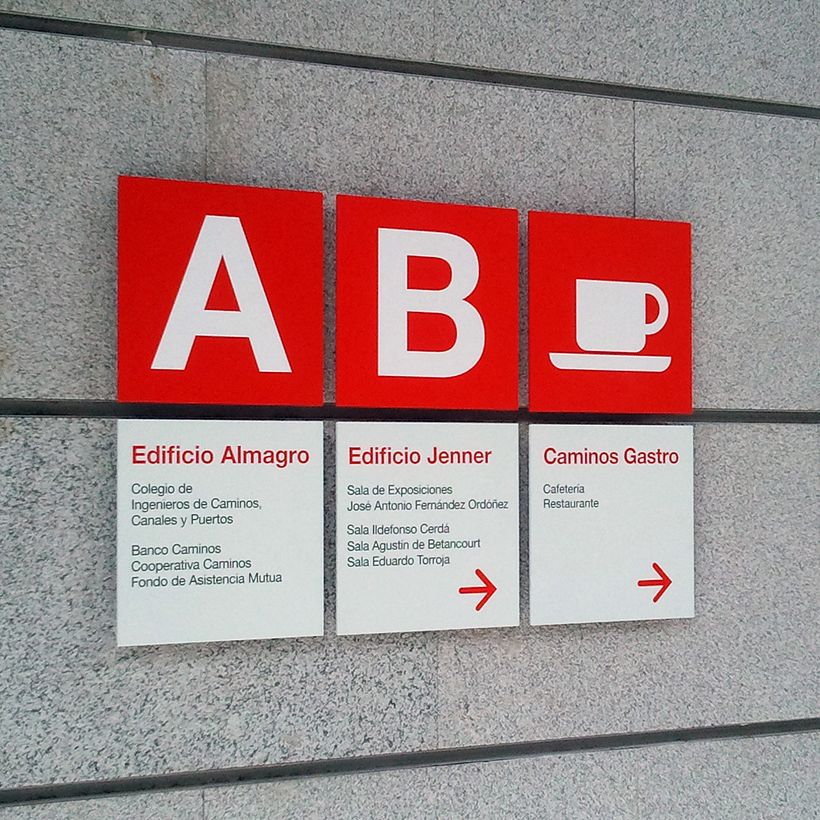 A
Edificio Almagro
Colegio de
Ingenieros de Caminos,
Canales y Puertos
Banco Caminos
Cooperativa Caminos
Fondo de Asistencia Mutua
B
Edificio Jenner
Sala de Exposiciones
José Antonio Fernández Ordóñez
Sala Ildefonso Cerdá
Sala Agustín de Betancourt
Sala Eduardo Torroja
Caminos Gastro
Cafetería
Restaurante